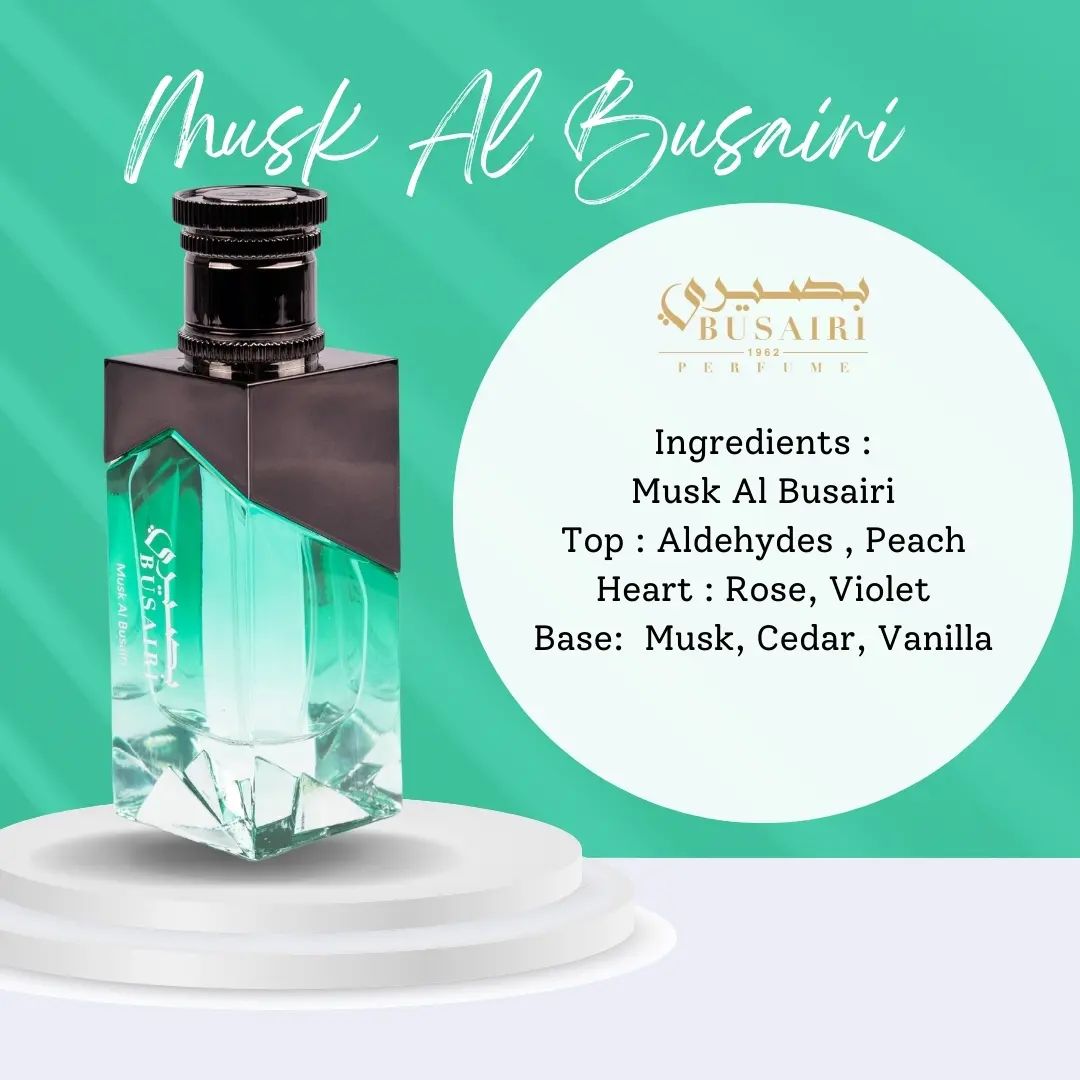 Musk Al Busairi
بصيري
BUSAIRI
1962
PERFUME
Ingredients :
Musk Al Busairi
Top : Aldehydes , Peach
Heart : Rose, Violet
Base:  Musk, Cedar, Vanilla
بصيري
BUSAIRI
Musk Al Busairi